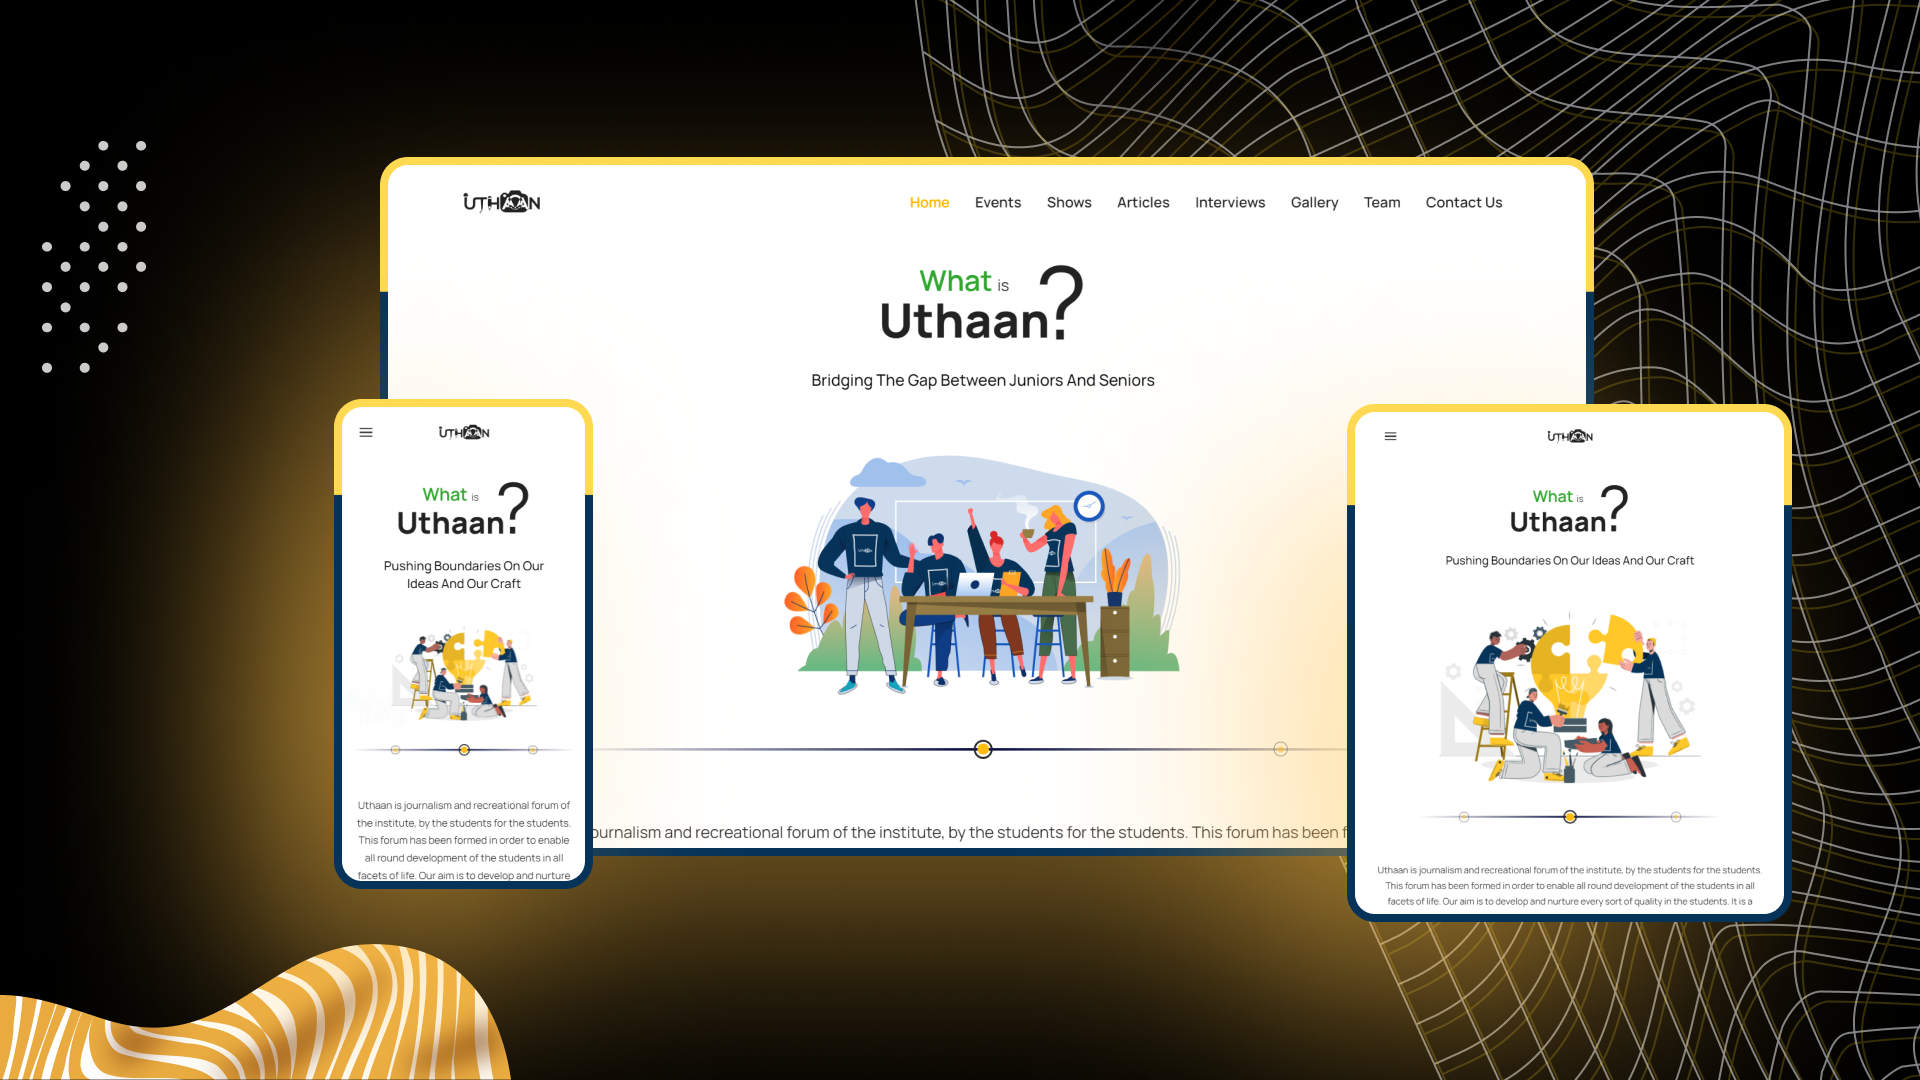 UTHAAN
Home Events Shows Articles Interviews Gallery Team Contact Us
What is
Uthaan?
Bridging The Gap Between Juniors And Seniors
ournalism and recreational forum of the institute, by the students for the students. This forum has been f
UTHAAN
What is
Uthaan?
Pushing Boundaries On Our
Ideas And Our Craft
Uthaan is journalism and recreational forum of
the institute, by the students for the students.
This forum has been formed in order to enable
all round development of the students in all
facets of life. Our aim is to develop and nurture
UTHAAN
What is
Uthaan?
Pushing Boundaries On Our Ideas And Our Craft
Uthaan is journalism and recreational forum of the institute, by the students for the students.
This forum has been formed in order to enable all round development of the students in all
facets of life. Our aim is to develop and nurture every sort of quality in the students. It is a